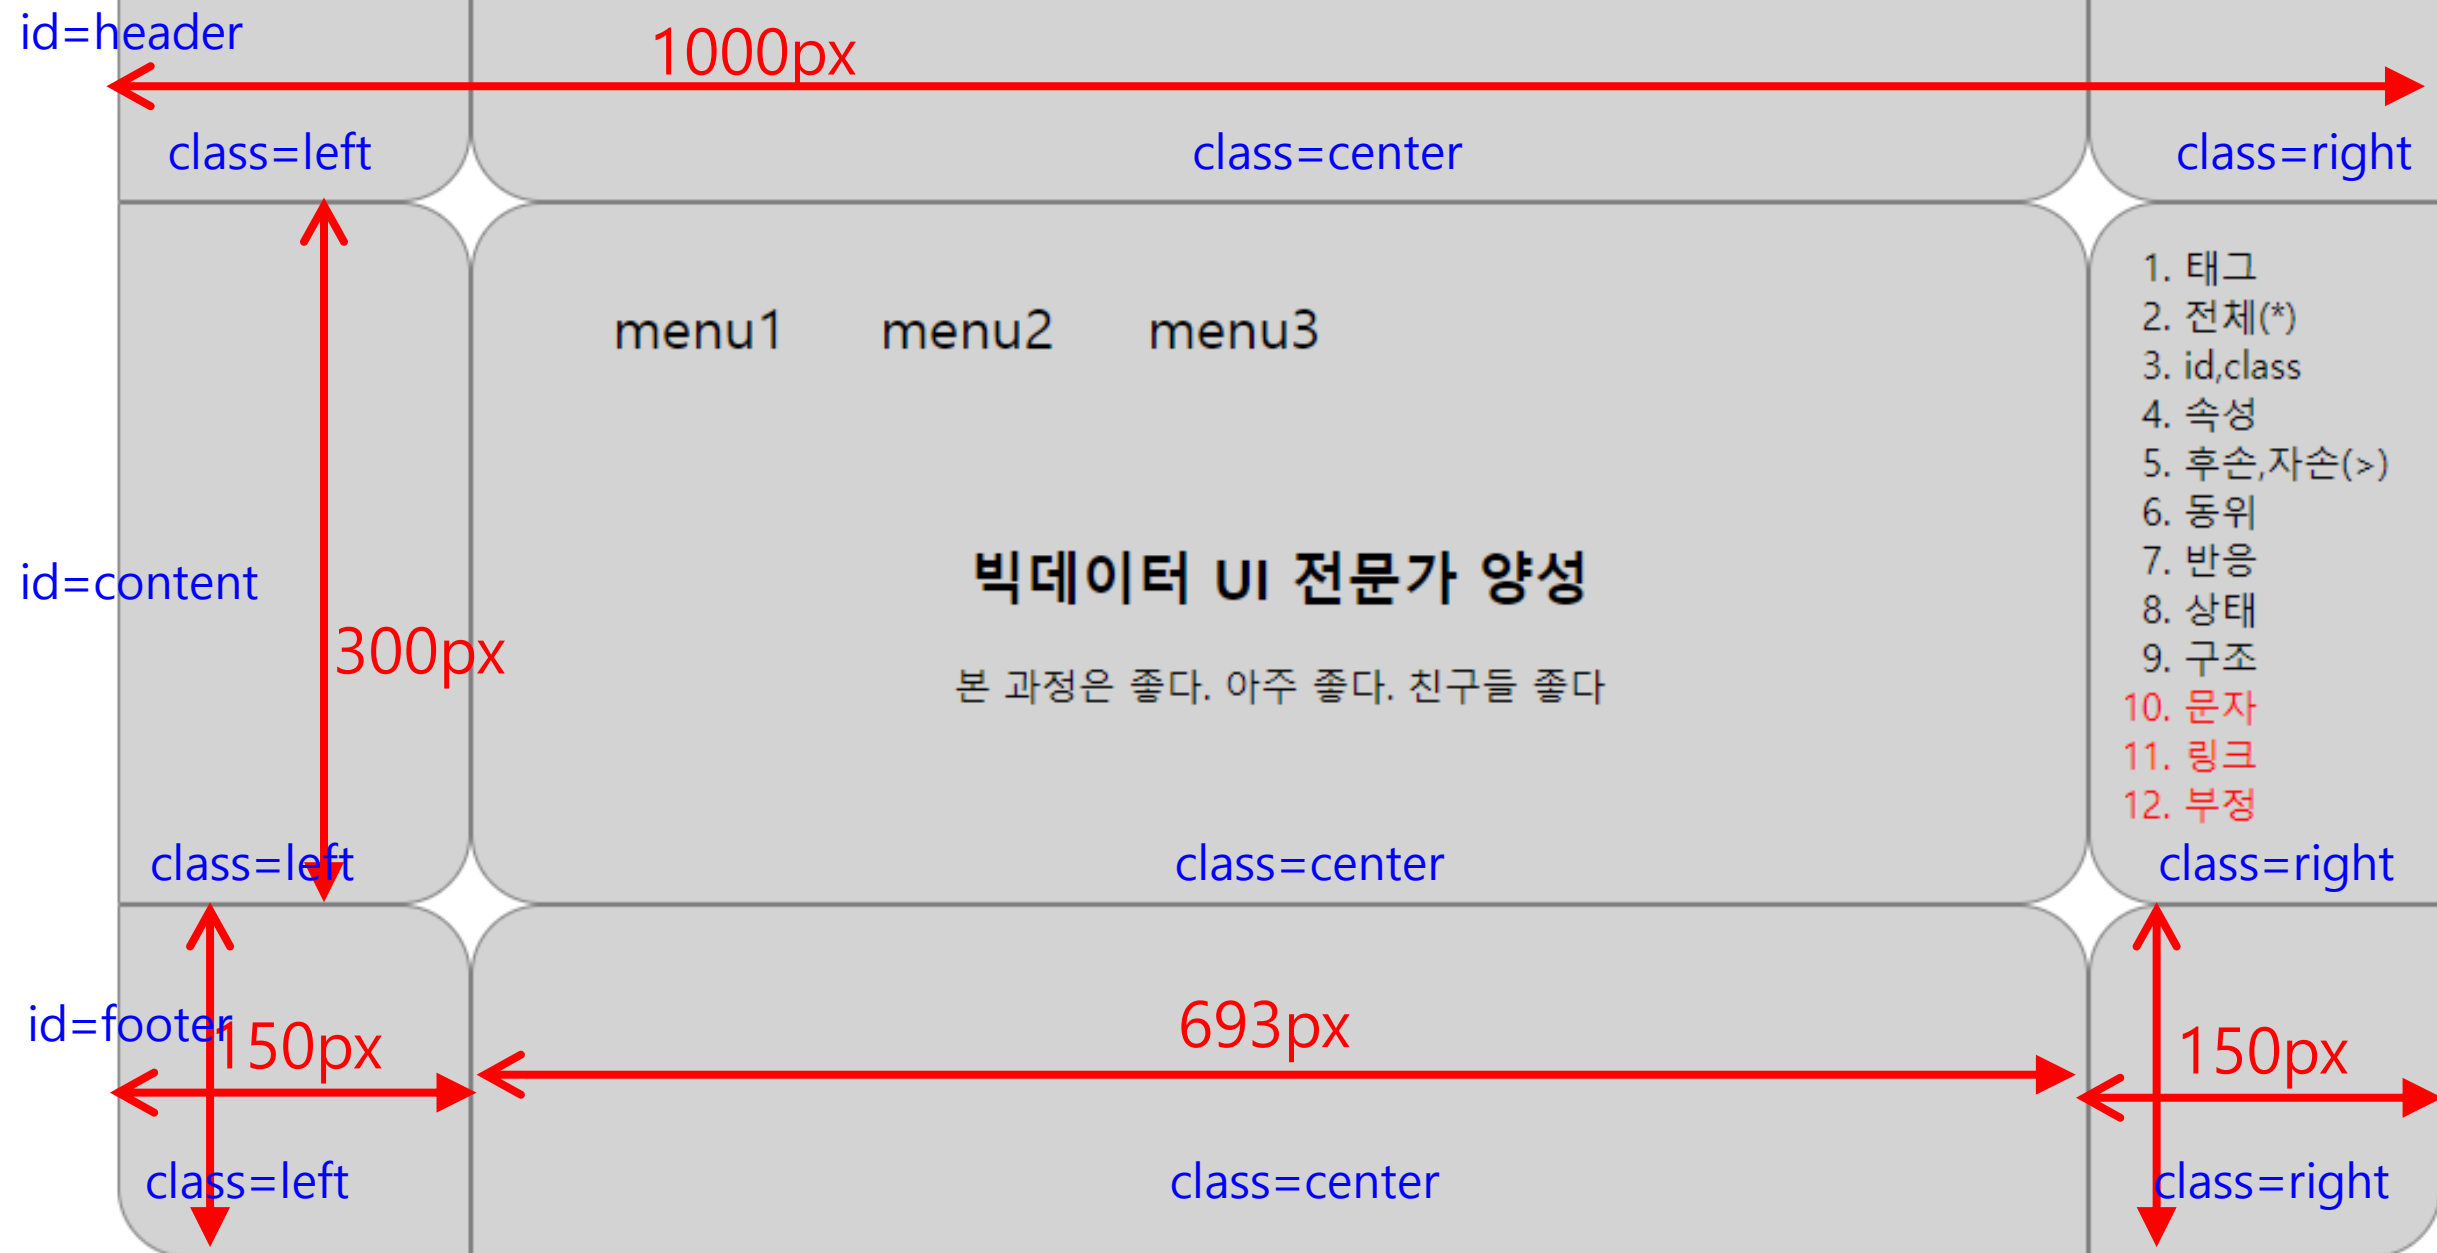 id=header
1000px
class=left
class=center
class=right
menu1 menu2 menu3
1. 태그
2. 전체(*)
3. id,class
4. 속성
5. 후손,자손(>)
6. 동위
7. 반응
8. 상태
9. 구조
10. 문자
11. 링크
12. 부정
id=content
300px
빅데이터 UI 전문가 양성
본 과정은 좋다. 아주 좋다. 친구들 좋다
class=left
class=center
class=right
id=footer
150px
693px
150px
class=left
class=center
class=right